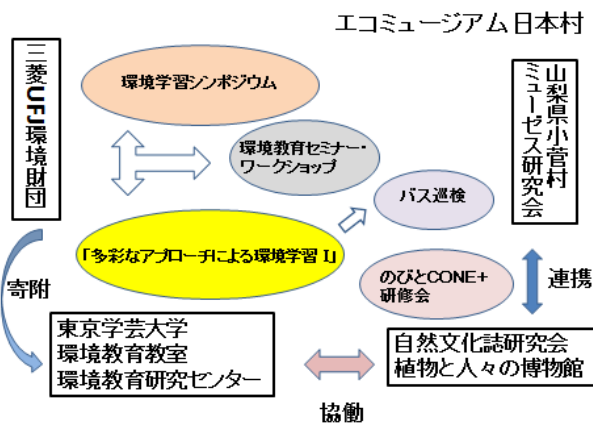 エコミュージアム日本村
三菱UFJ環境財団
環境学習シンポジウム
山梨県小菅村
ミューゼス研究会
環境教育セミナー・
ワークショップ
バス巡検
「多彩なアプローチによる環境学習 I」
のびとCONE+
研修会
寄附
連携
東京学芸大学
環境教育教室
環境教育研究センター
自然文化誌研究会
植物と人々の博物館
協働